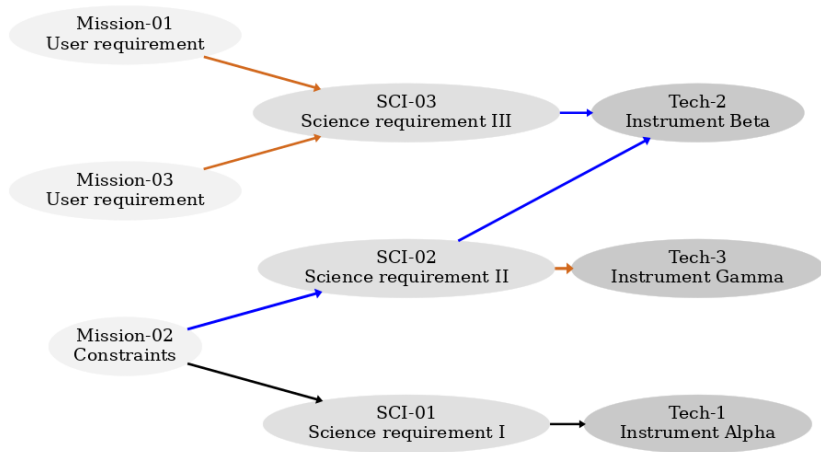 Mission-01
User requirement
SCI-03
Science requirement III
Tech-2
Instrument Beta
Mission-03
User requirement
SCI-02
Science requirement II
Tech-3
Instrument Gamma
Mission-02
Constraints
SCI-01
Science requirement I
Tech-1
Instrument Alpha